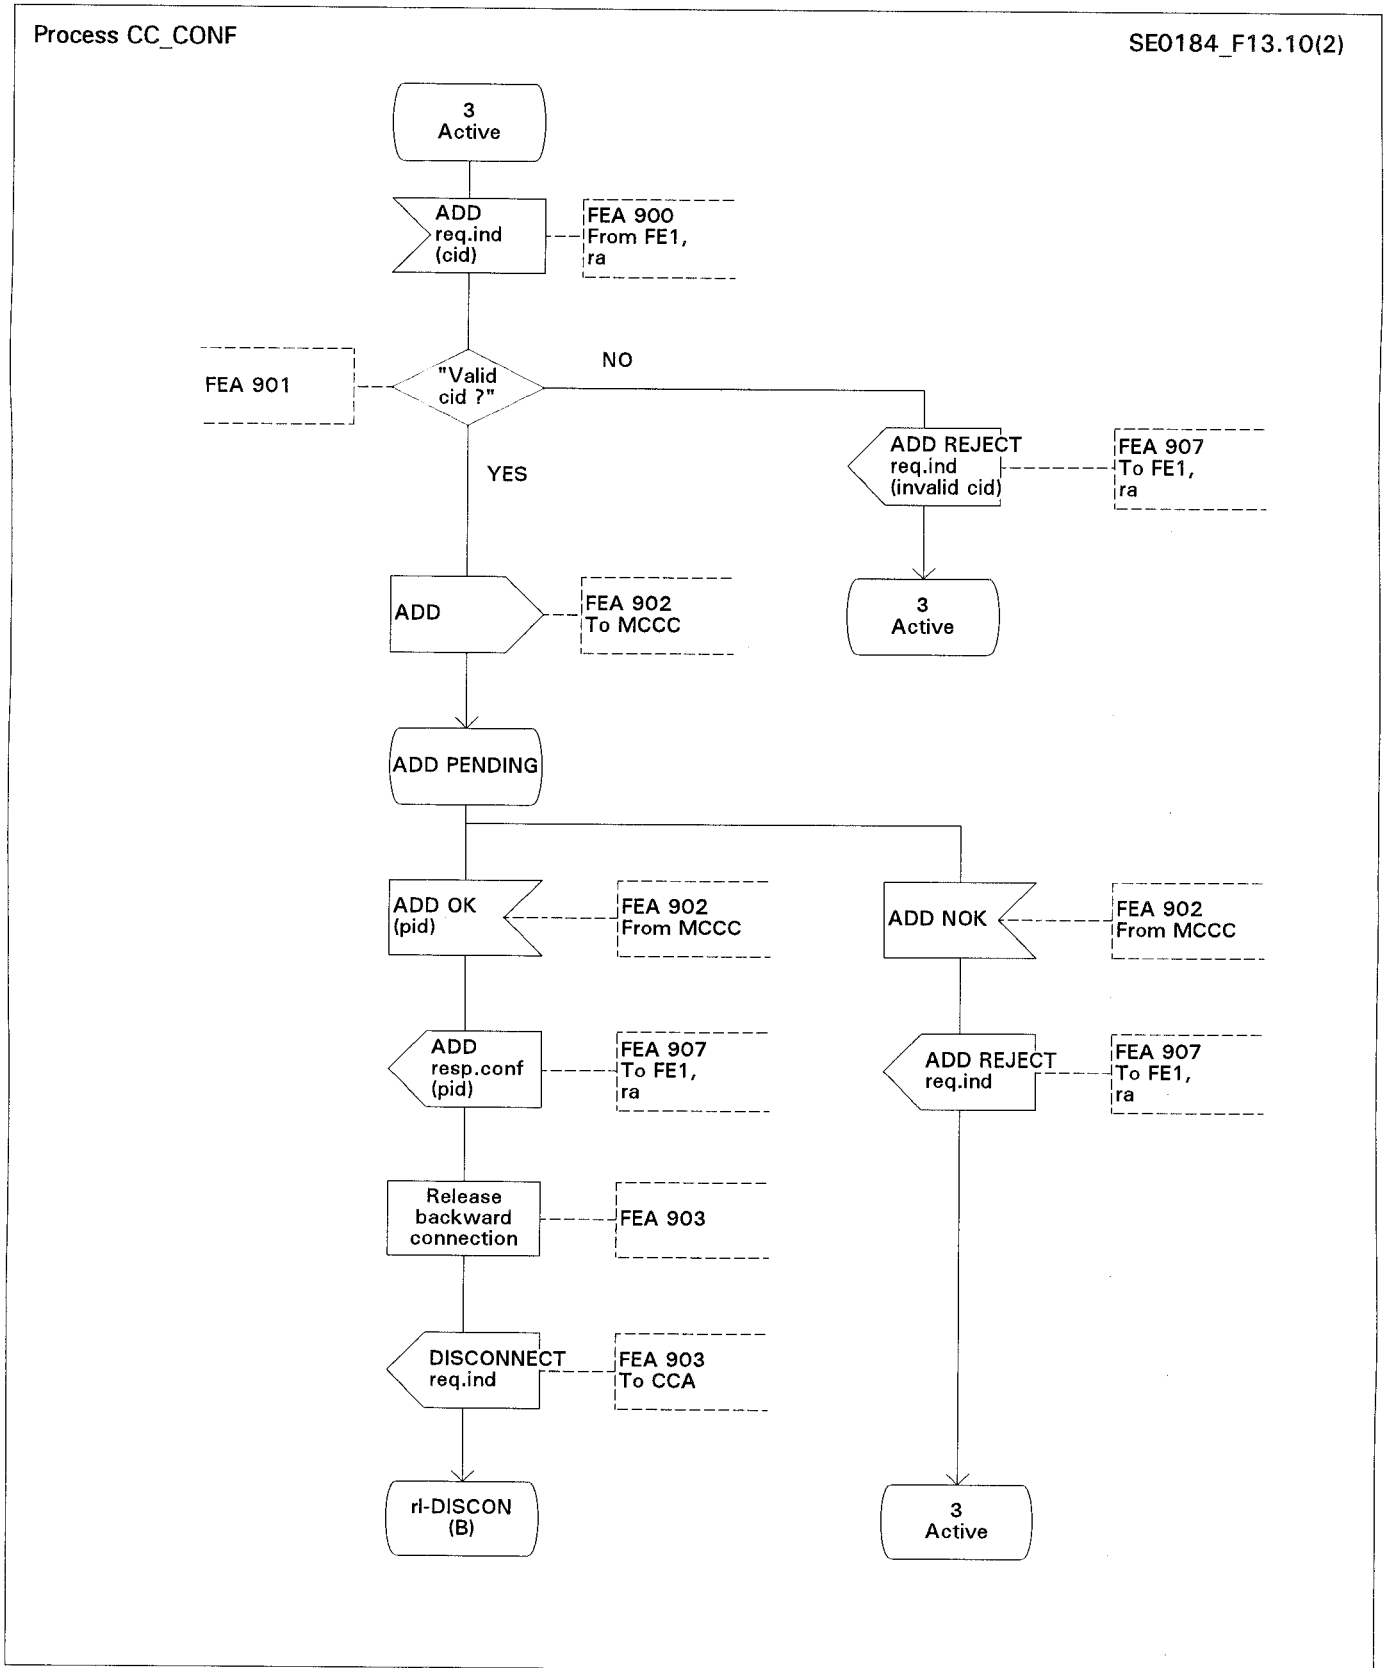 Process CC_CONF
SE0184_F13.10(2)
3
Active
ADD
req.ind
(cid)
FEA 900
From FE1,
ra
FEA 901
"Valid
cid ?"
NO
YES
ADD REJECT
req.ind
(invalid cid)
FEA 907
To FE1,
ra
ADD
FEA 902
To MCCC
3
Active
ADD PENDING
ADD OK
(pid)
FEA 902
From MCCC
ADD NOK
FEA 902
From MCCC
ADD
resp.conf
(pid)
FEA 907
To FE1,
ra
ADD REJECT
req.ind
FEA 907
To FE1,
ra
Release
backward
connection
FEA 903
DISCONNECT
req.ind
FEA 903
To CCA
rl-DISCON
(B)
3
Active